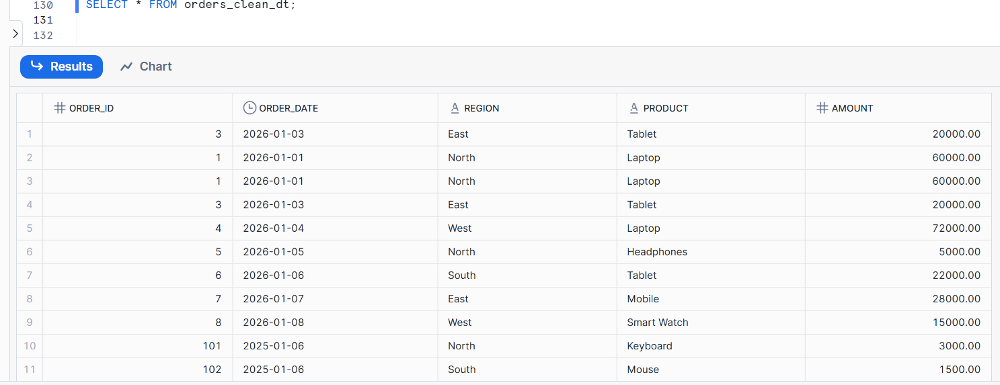 130 SELECT * FROM orders_clean_dt;
131
132
Results Chart
ORDER_ID ORDER_DATE REGION PRODUCT AMOUNT
1 3 2026-01-03 East Tablet 20000.00
2 1 2026-01-01 North Laptop 60000.00
3 1 2026-01-01 North Laptop 60000.00
4 3 2026-01-03 East Tablet 20000.00
5 4 2026-01-04 West Laptop 72000.00
6 5 2026-01-05 North Headphones 5000.00
7 6 2026-01-06 South Tablet 22000.00
8 7 2026-01-07 East Mobile 28000.00
9 8 2026-01-08 West Smart Watch 15000.00
10 101 2025-01-06 North Keyboard 3000.00
11 102 2025-01-06 South Mouse 1500.00